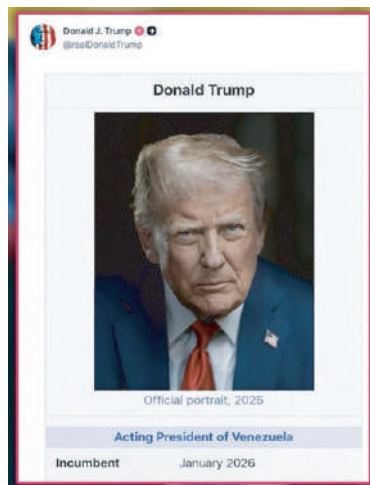 Donald J. Trump
@realDonaldTrump
Donald Trump
Official portrait, 2025
Acting President of Venezuela
Incumbent January 2026